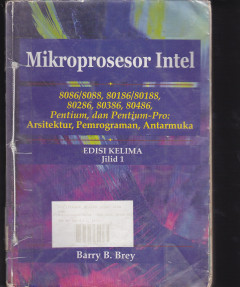 Mikroprosesor Intel
8086/8088, 80186/80188,
80286, 80386, 80486,
Pentium, dan Pentium-Pro:
Arsitektur, Pemrograman, Antarmuka
EDISI KELIMA
Jilid 1
Barry B. Brey